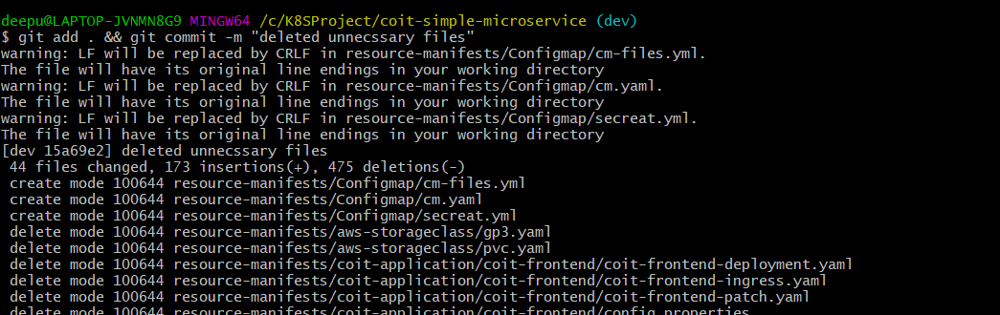 deepu@LAPTOP-JVNMN8G9 MINGW64 /c/K8SProject/coit-simple-microservice (dev)
$ git add . && git commit -m "deleted unnecssary files"
warning: LF will be replaced by CRLF in resource-manifests/Configmap/cm-files.yml.
The file will have its original line endings in your working directory
warning: LF will be replaced by CRLF in resource-manifests/Configmap/cm.yaml.
The file will have its original line endings in your working directory
warning: LF will be replaced by CRLF in resource-manifests/Configmap/secreat.yml.
The file will have its original line endings in your working directory
[dev 15a69e2] deleted unnecssary files
 44 files changed, 173 insertions(+), 475 deletions(-)
 create mode 100644 resource-manifests/Configmap/cm-files.yml
 create mode 100644 resource-manifests/Configmap/cm.yaml
 create mode 100644 resource-manifests/Configmap/secreat.yml
 delete mode 100644 resource-manifests/aws-storageclass/gp3.yaml
 delete mode 100644 resource-manifests/aws-storageclass/pvc.yaml
 delete mode 100644 resource-manifests/coit-application/coit-frontend/coit-frontend-deployment.yaml
 delete mode 100644 resource-manifests/coit-application/coit-frontend/coit-frontend-ingress.yaml
 delete mode 100644 resource-manifests/coit-application/coit-frontend/coit-frontend-patch.yaml
 delete mode 100644 resource-manifests/coit-application/coit-frontend/config.properties